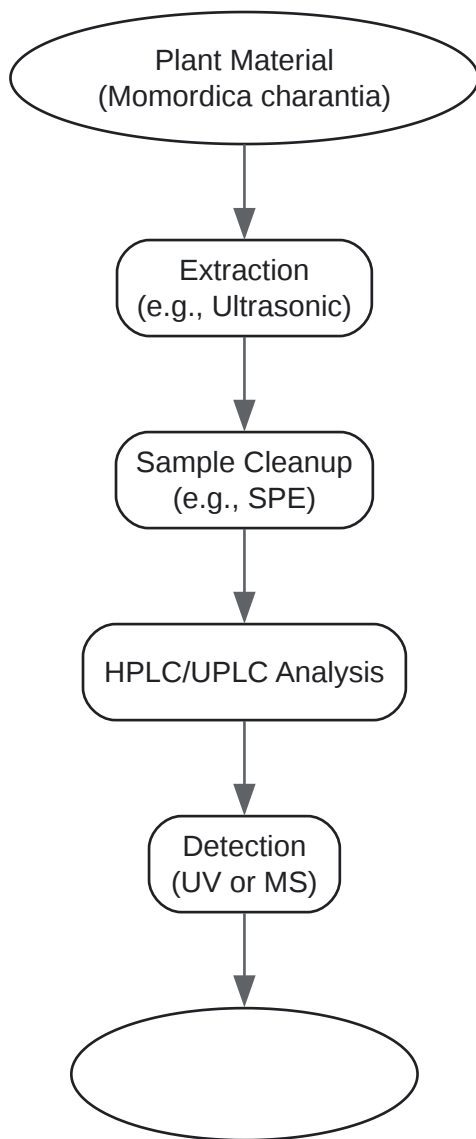 Plant Material
(Momordica charantia)
Extraction
(e.g., Ultrasonic)
Sample Cleanup
(e.g., SPE)
HPLC/UPLC Analysis
Detection
(UV or MS)